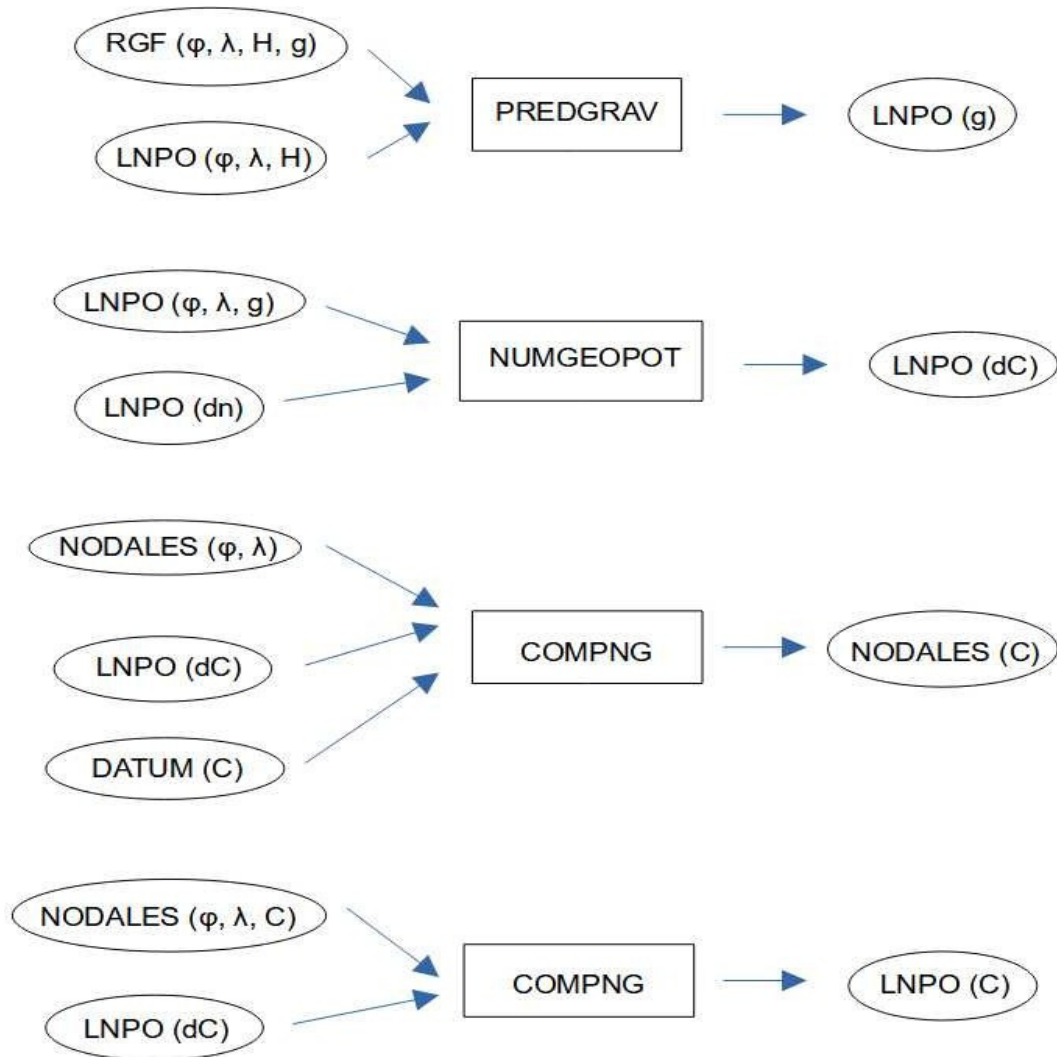 RGF (φ, λ, H, g)
PREDGRAV
LNPO (g)
LNPO (φ, λ, H)
LNPO (φ, λ, g)
NUMGEOPOT
LNPO (dC)
LNPO (dn)
NODALES (φ, λ)
LNPO (dC)
COMPNG
NODALES (C)
DATUM (C)
NODALES (φ, λ, C)
COMPNG
LNPO (C)
LNPO (dC)